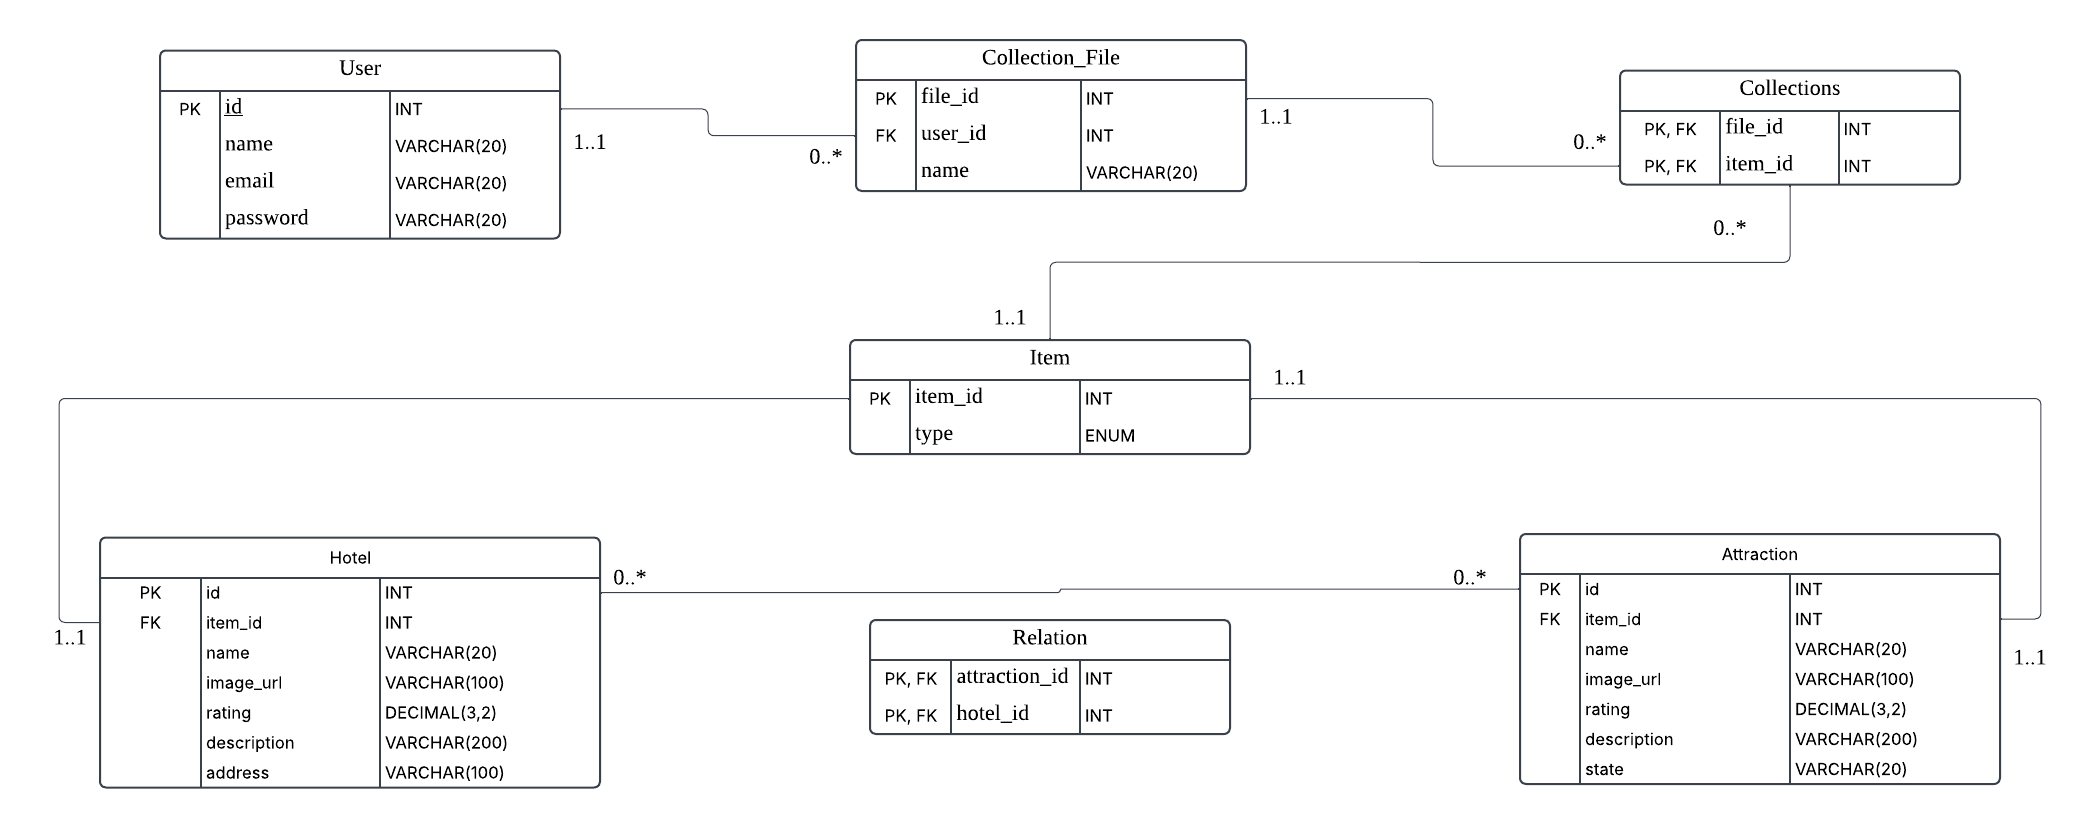 User
PK id INT
name VARCHAR(20)
email VARCHAR(20)
password VARCHAR(20)
1..1
0..*
Collection_File
PK file_id INT
FK user_id INT
name VARCHAR(20)
1..1
0..*
Collections
PK, FK file_id INT
PK, FK item_id INT
0..*
1..1
Item
PK item_id INT
type ENUM
1..1
1..1
Hotel
PK id INT
FK item_id INT
name VARCHAR(20)
image_url VARCHAR(100)
rating DECIMAL(3,2)
description VARCHAR(200)
address VARCHAR(100)
0..*
0..*
Relation
PK, FK attraction_id INT
PK, FK hotel_id INT
Attraction
PK id INT
FK item_id INT
name VARCHAR(20)
image_url VARCHAR(100)
rating DECIMAL(3,2)
description VARCHAR(200)
state VARCHAR(20)
1..1